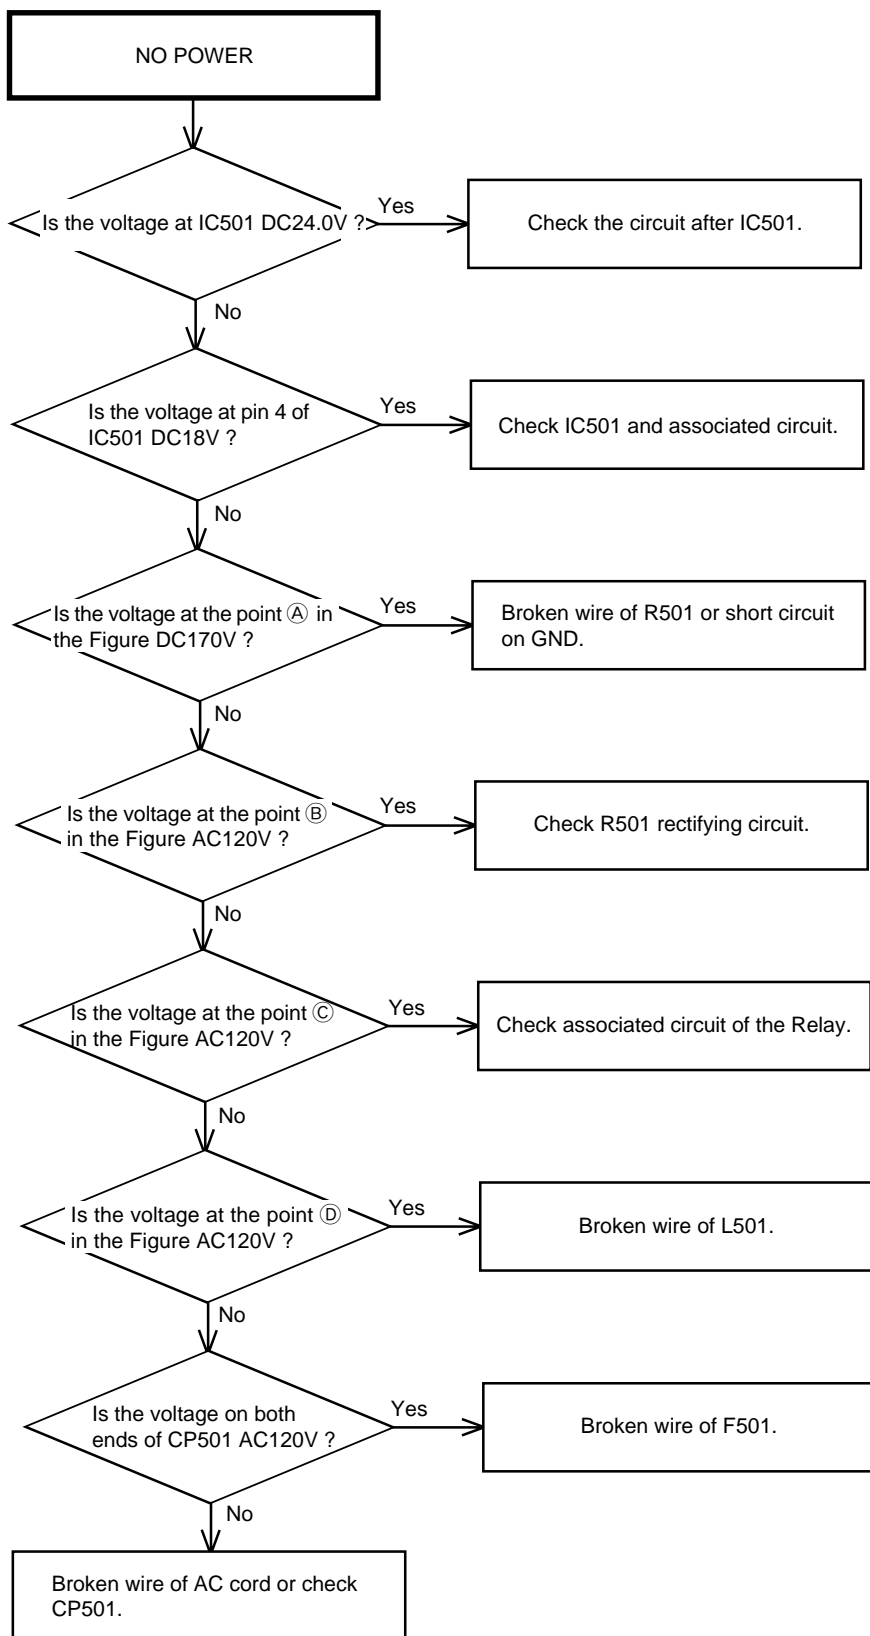 NO POWER
Is the voltage at IC501 DC24.0V ?
Yes
Check the circuit after IC501.
No
Is the voltage at pin 4 of
IC501 DC18V ?
Yes
Check IC501 and associated circuit.
No
Is the voltage at the point Ⓐ in
the Figure DC170V ?
Yes
Broken wire of R501 or short circuit
on GND.
No
Is the voltage at the point Ⓑ
in the Figure AC120V ?
Yes
Check R501 rectifying circuit.
No
Is the voltage at the point Ⓒ
in the Figure AC120V ?
Yes
Check associated circuit of the Relay.
No
Is the voltage at the point Ⓓ
in the Figure AC120V ?
Yes
Broken wire of L501.
No
Is the voltage on both
ends of CP501 AC120V ?
Yes
Broken wire of F501.
No
Broken wire of AC cord or check
CP501.